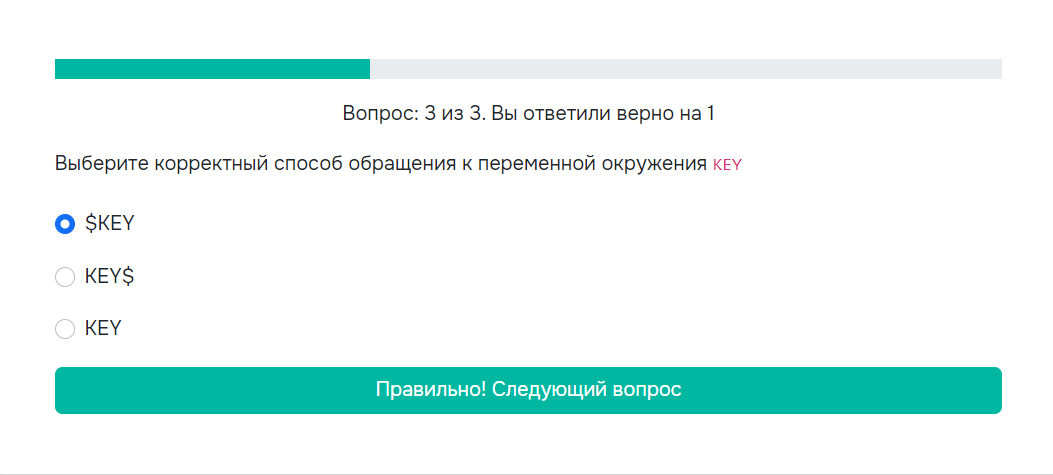 Вопрос: 3 из 3. Вы ответили верно на 1
Выберите корректный способ обращения к переменной окружения KEY
$KEY
KEY$
KEY
Правильно! Следующий вопрос